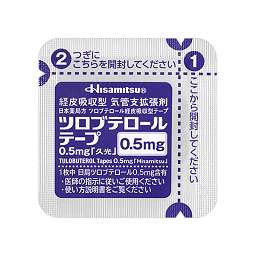 ② つぎに
こちらを開封してください
①
ここから開封してください
Hisamitsu®
経皮吸収型 気管支拡張剤
日本薬局方 ツロブテロール経皮吸収型テープ
ツロブテロール
テープ
0.5mg「久光」
0.5mg
TULOBUTEROL Tapes 0.5mg「Hisamitsu」
1枚中 日局ツロブテロール0.5mg含有
・医師の指示に従いご使用ください
・使い方説明書をご覧ください